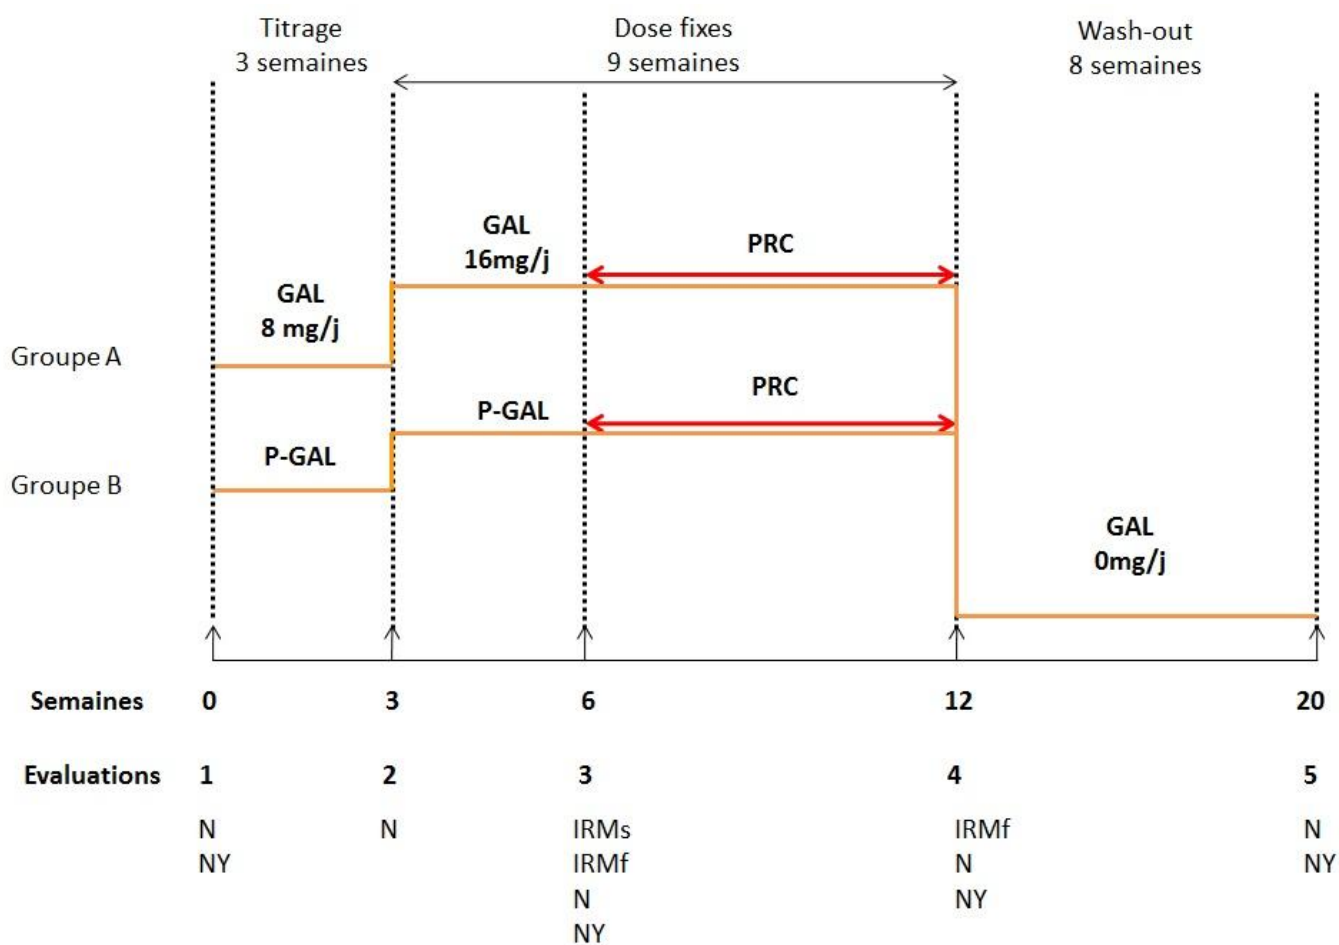 Titrage
3 semaines
Dose fixes
9 semaines
Wash-out
8 semaines
GAL
16mg/j
PRC
GAL
8 mg/j
Groupe A
PRC
P-GAL
P-GAL
Groupe B
GAL
0mg/j
Semaines 0 3 6 12 20
Evaluations 1 2 3 4 5
N N IRMs IRMf N
NY IRMf N NY
N NY
NY